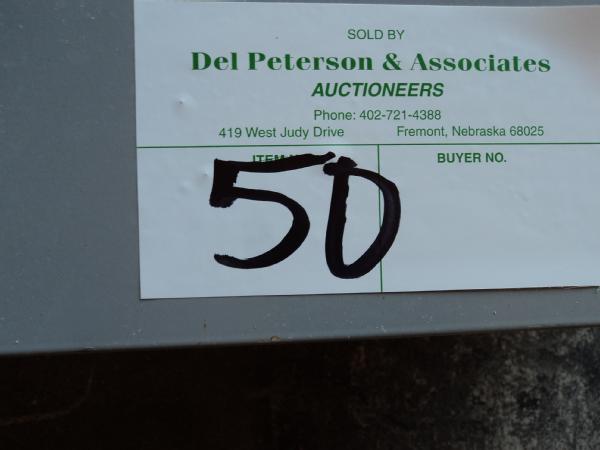 SOLD BY
Del Peterson & Associates
AUCTIONEERS
Phone: 402-721-4388
419 West Judy Drive Fremont, Nebraska 68025
ITEM BUYER NO.
50